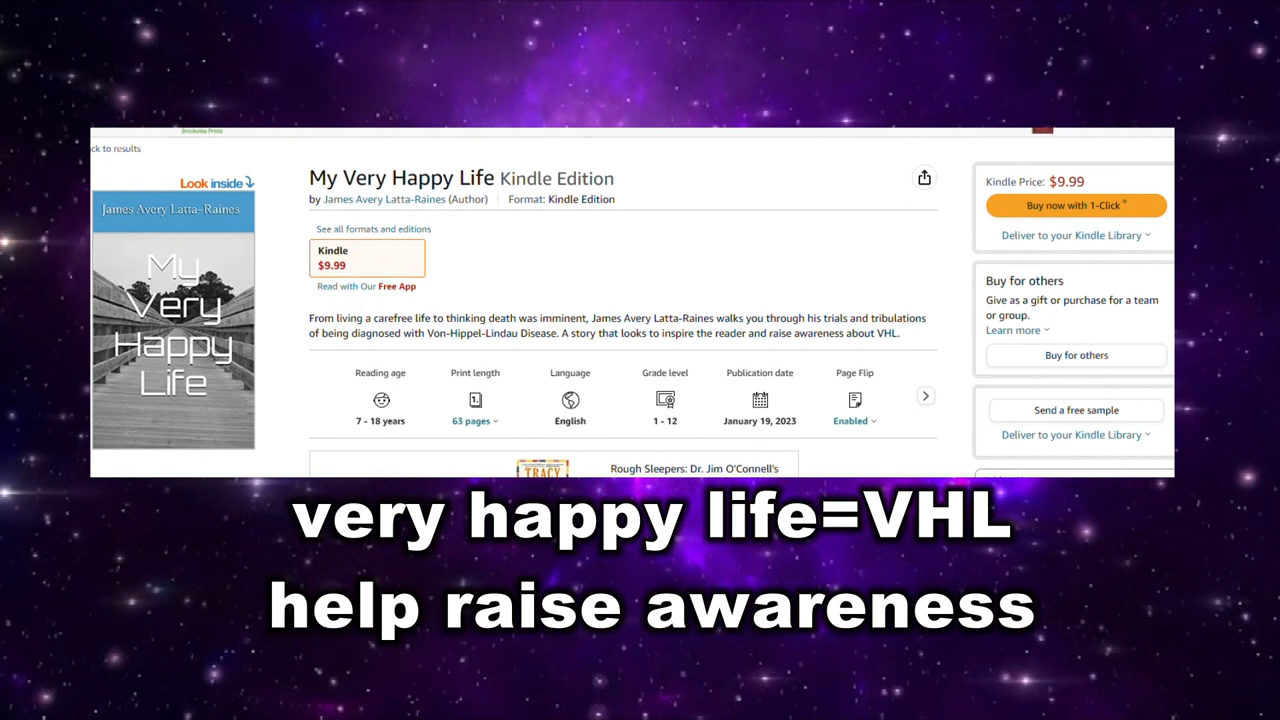 Brookview Press
ck to results
Look inside
James Avery Latta-Raines
My
Very
Happy
Life
My Very Happy Life Kindle Edition
by James Avery Latta-Raines (Author) Format: Kindle Edition
See all formats and editions
Kindle
$9.99
Read with Our Free App
From living a carefree life to thinking death was imminent, James Avery Latta-Raines walks you through his trials and tribulations
of being diagnosed with Von-Hippel-Lindau Disease. A story that looks to inspire the reader and raise awareness about VHL.
Reading age
7 - 18 years
Print length
1.
63 pages
Language
English
Grade level
1 - 12
Publication date
January 19, 2023
Page Flip
Enabled
TRACY
Rough Sleepers: Dr. Jim O'Connell's
Kindle Price: $9.99
Buy now with 1-Click ®
Deliver to your Kindle Library
Buy for others
Give as a gift or purchase for a team
or group.
Learn more
Buy for others
Send a free sample
Deliver to your Kindle Library
very happy life=VHL
help raise awareness